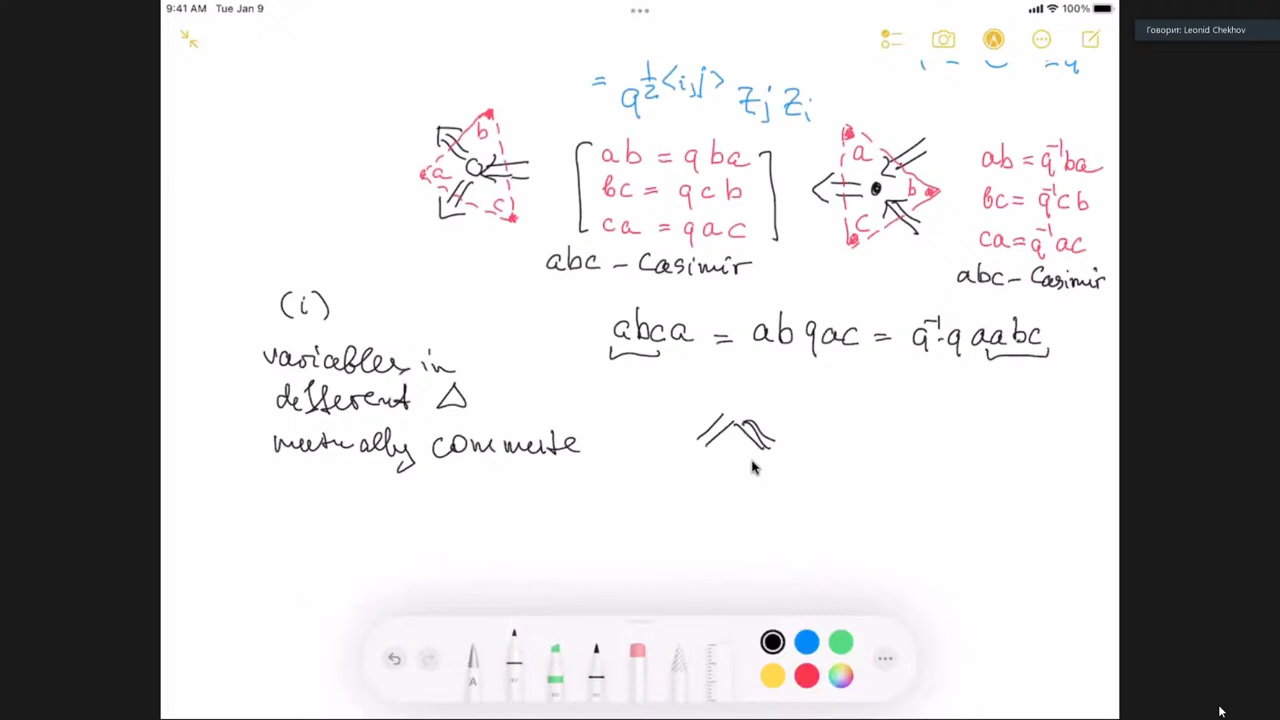 9:41 AM Tue Jan 9
100%
Говорит: Leonid Chekhov
= q^{½<i,j>} Z_j Z_i
b
a
c
ab = q ba
bc = q c b
ca = q ac
abc – Casimir
a
b
c
ab = q^{-1} ba
bc = q^{-1} c b
ca = q^{-1} ac
abc – Casimir
(i)
variables in
different △
mutually commute
abca = ab qac = q^{-1}·q aabc
A